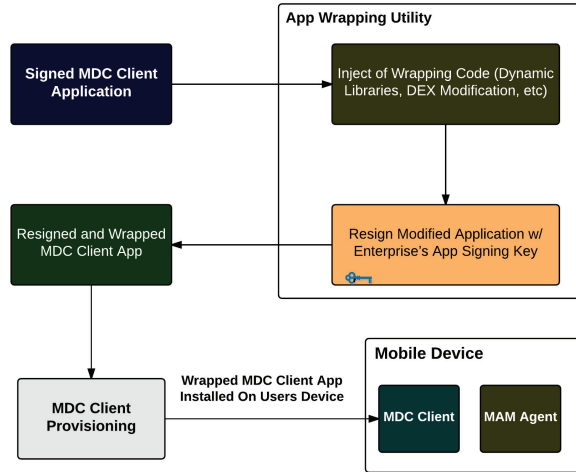 App Wrapping Utility
Signed MDC Client
Application
Inject of Wrapping Code (Dynamic
Libraries, DEX Modification, etc)
Resigned and Wrapped
MDC Client App
Resign Modified Application w/
Enterprise's App Signing Key
MDC Client
Provisioning
Wrapped MDC Client App
Installed On Users Device
Mobile Device
MDC Client
MAM Agent